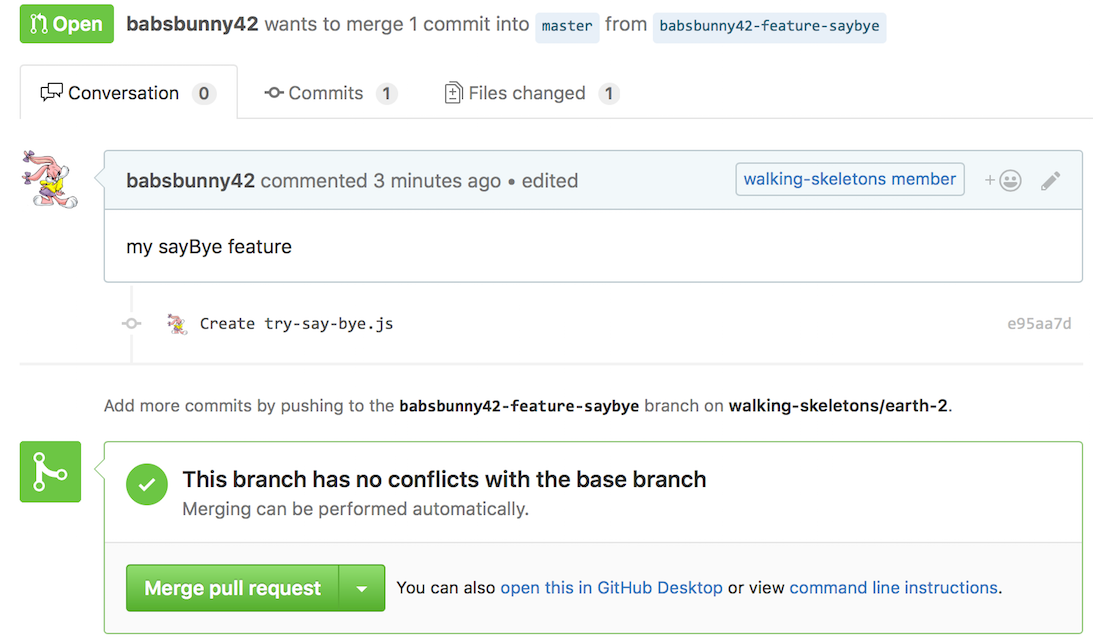 Open babsbunny42 wants to merge 1 commit into master from babsbunny42-feature-saybye
Conversation 0 Commits 1 Files changed 1
babsbunny42 commented 3 minutes ago • edited walking-skeletons member +
my sayBye feature
Create try-say-bye.js e95aa7d
Add more commits by pushing to the babsbunny42-feature-saybye branch on walking-skeletons/earth-2.
This branch has no conflicts with the base branch
Merging can be performed automatically.
Merge pull request You can also open this in GitHub Desktop or view command line instructions.